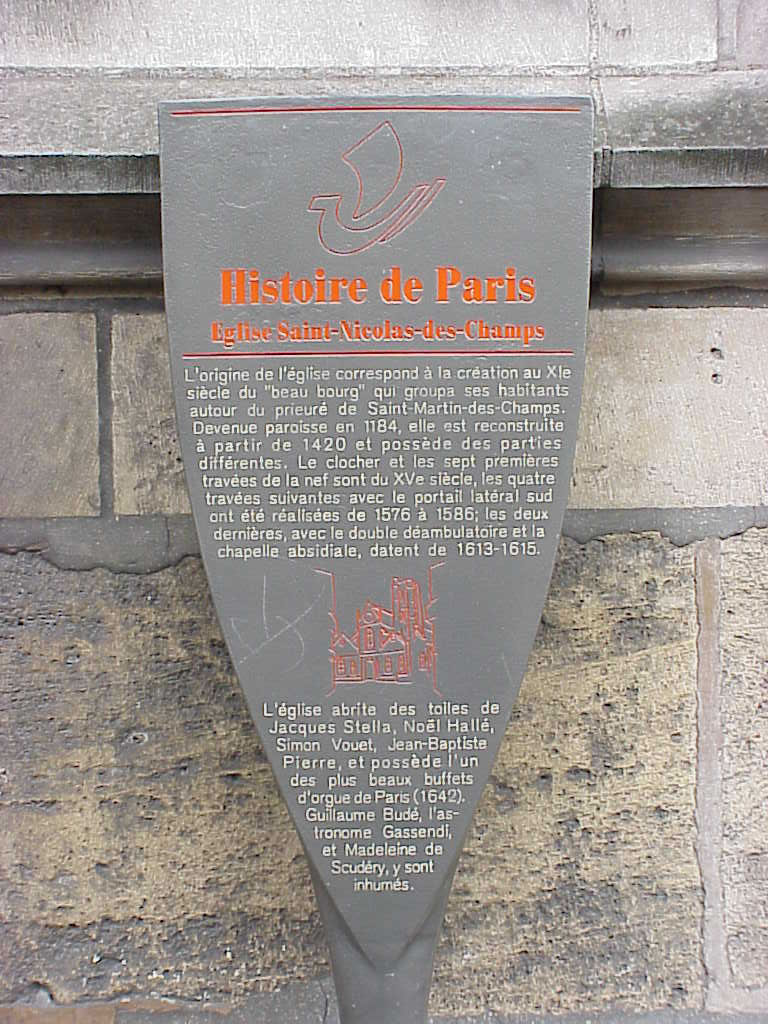 Histoire de Paris
Eglise Saint-Nicolas-des-Champs
L'origine de l'église correspond à la création au XIe
siècle du "beau bourg" qui groupa ses habitants
autour du prieuré de Saint-Martin-des-Champs.
Devenue paroisse en 1184, elle est reconstruite
à partir de 1420 et possède des parties
différentes. Le clocher et les sept premières
travées de la nef sont du XVe siècle, les quatre
travées suivantes avec le portail latéral sud
ont été réalisées de 1576 à 1586; les deux
dernières, avec le double déambulatoire et la
chapelle absidiale, datent de 1613-1615.
L'église abrite des toiles de
Jacques Stella, Noël Hallé,
Simon Vouet, Jean-Baptiste
Pierre, et possède l'un
des plus beaux buffets
d'orgue de Paris (1642).
Guillaume Budé, l'as-
tronome Gassendi,
et Madeleine de
Scudéry, y sont
inhumés.